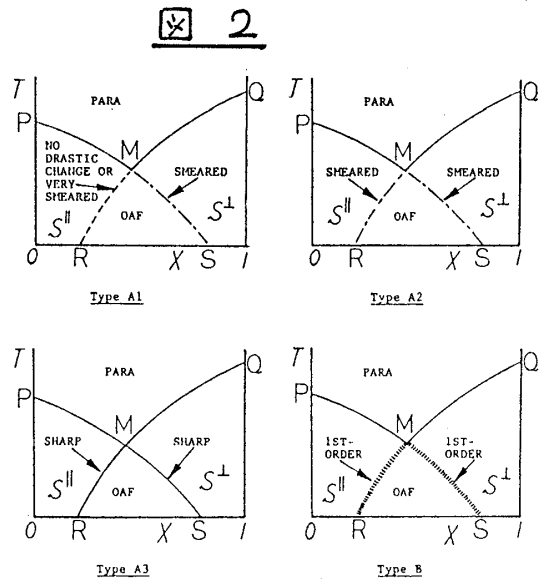 図 2
T
P
PARA
Q
M
NO
DRASTIC
CHANGE OR
VERY
SMEARED
SMEARED
S∥
OAF
S⊥
0 R X S 1
Type A1
T
P
PARA
Q
M
SMEARED
SMEARED
S∥
OAF
S⊥
0 R X S 1
Type A2
T
P
PARA
Q
M
SHARP
SHARP
S∥
OAF
S⊥
0 R X S 1
Type A3
T
P
PARA
Q
M
1ST-
ORDER
1ST-
ORDER
S∥
OAF
S⊥
0 R X S 1
Type B